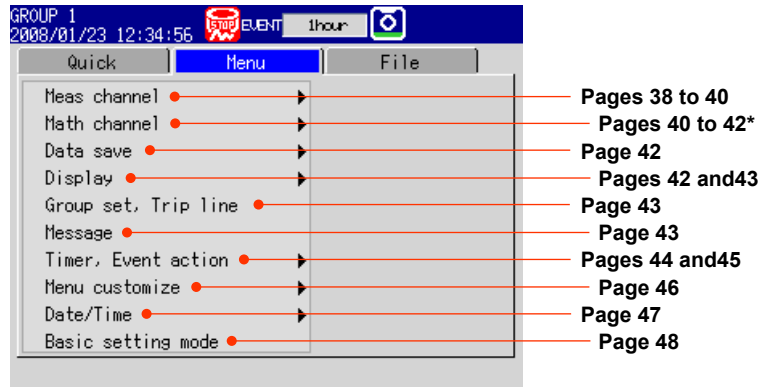 GROUP 1
2008/01/23 12:34:56 STOP EVENT 1hour
Quick Menu File
Meas channel Pages 38 to 40
Math channel Pages 40 to 42*
Data save Page 42
Display Pages 42 and43
Group set, Trip line Page 43
Message Page 43
Timer, Event action Pages 44 and45
Menu customize Page 46
Date/Time Page 47
Basic setting mode Page 48